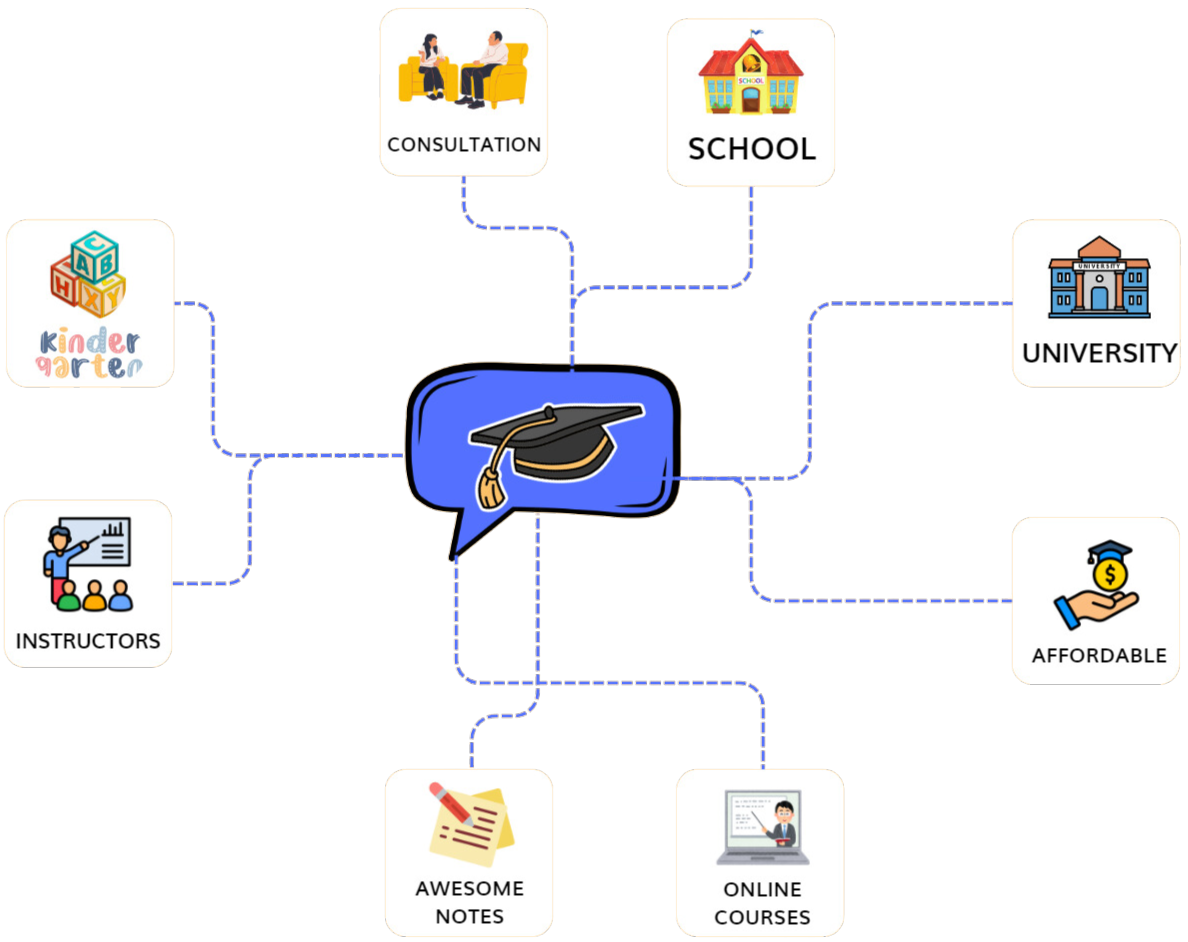 CONSULTATION
SCHOOL
SCHOOL
UNIVERSITY
UNIVERSITY
C
A B
H X Y
kinder
garten
INSTRUCTORS
$
AFFORDABLE
AWESOME
NOTES
ONLINE
COURSES